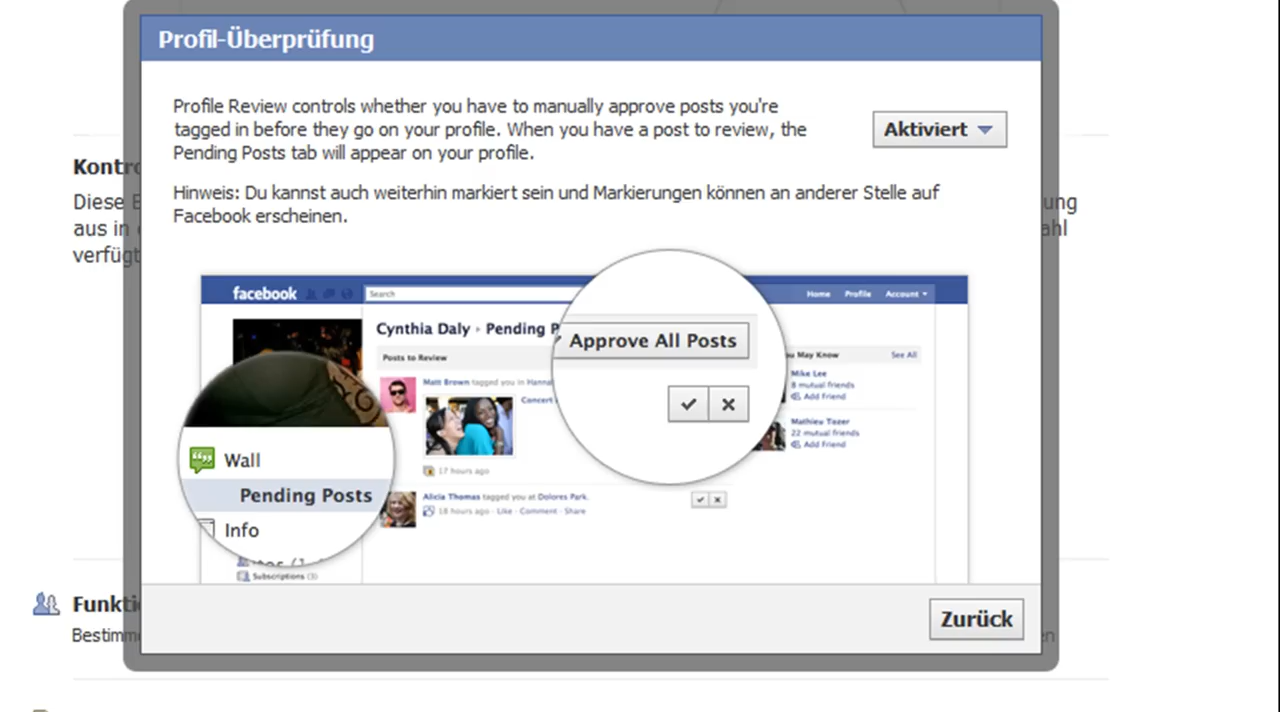 Profil-Überprüfung
Profile Review controls whether you have to manually approve posts you're
tagged in before they go on your profile. When you have a post to review, the
Pending Posts tab will appear on your profile.
Aktiviert
Hinweis: Du kannst auch weiterhin markiert sein und Markierungen können an anderer Stelle auf
Facebook erscheinen.
Diese
aus in
facebook
Search
Home Profile Account
Cynthia Daly ▸ Pending
Posts to Review
Approve All Posts
May Know See All
Matt Brown tagged you in
Concert
17 hours ago
Mike Lee
8 mutual friends
Add Friend
Mathieu Tozer
22 mutual friends
Add Friend
Alicia Thomas tagged you at Dolores Park.
18 hours ago · Like · Comment · Share
Wall
Pending Posts
Info
Subscriptions (3)
Zurück